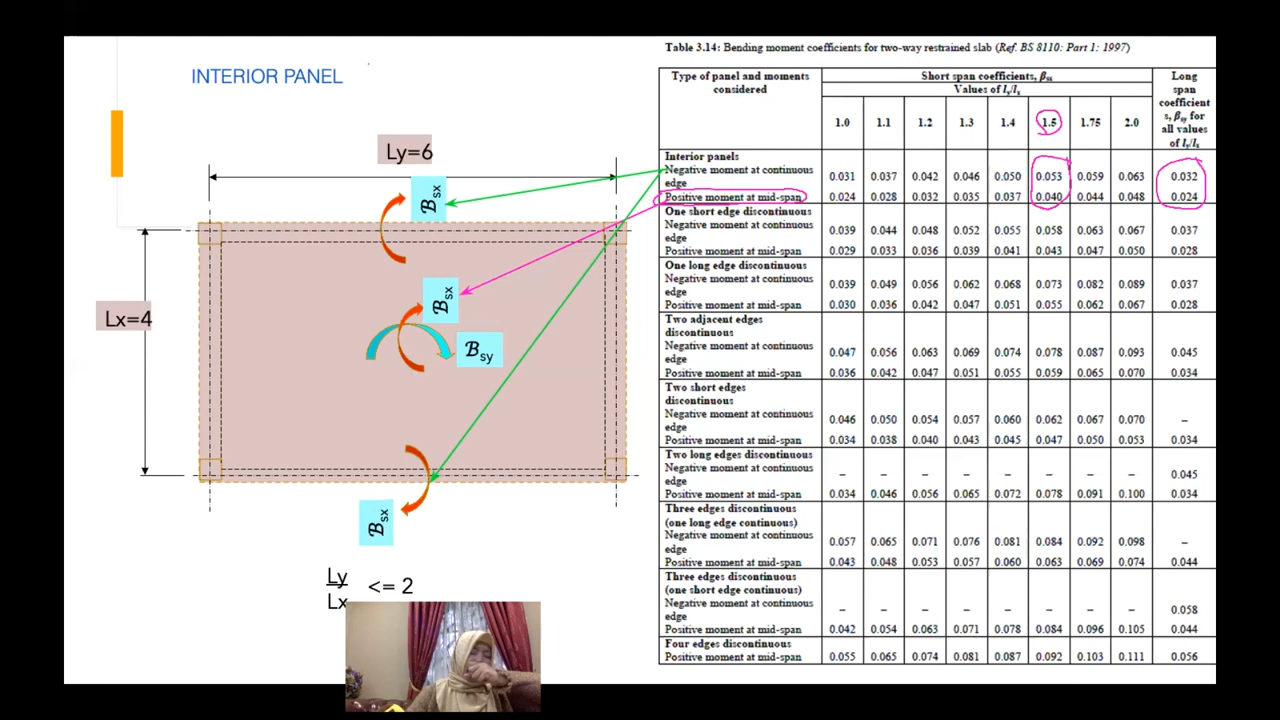 INTERIOR PANEL
Ly=6
ℬsx
Lx=4
ℬsx
ℬsy
ℬsx
Ly
Lx
<= 2
Table 3.14: Bending moment coefficients for two-way restrained slab (Ref. BS 8110: Part 1: 1997)
Type of panel and moments
considered
Short span coefficients, βsx
Values of ly/lx
1.0 1.1 1.2 1.3 1.4 1.5 1.75 2.0
Long
span
coefficient
s, βsy for
all values
of ly/lx
Interior panels
Negative moment at continuous
edge
0.031 0.037 0.042 0.046 0.050 0.053 0.059 0.063 0.032
Positive moment at mid-span 0.024 0.028 0.032 0.035 0.037 0.040 0.044 0.048 0.024
One short edge discontinuous
Negative moment at continuous
edge
0.039 0.044 0.048 0.052 0.055 0.058 0.063 0.067 0.037
Positive moment at mid-span 0.029 0.033 0.036 0.039 0.041 0.043 0.047 0.050 0.028
One long edge discontinuous
Negative moment at continuous
edge
0.039 0.049 0.056 0.062 0.068 0.073 0.082 0.089 0.037
Positive moment at mid-span 0.030 0.036 0.042 0.047 0.051 0.055 0.062 0.067 0.028
Two adjacent edges
discontinuous
Negative moment at continuous
edge
0.047 0.056 0.063 0.069 0.074 0.078 0.087 0.093 0.045
Positive moment at mid-span 0.036 0.042 0.047 0.051 0.055 0.059 0.065 0.070 0.034
Two short edges
discontinuous
Negative moment at continuous
edge
0.046 0.050 0.054 0.057 0.060 0.062 0.067 0.070 –
Positive moment at mid-span 0.034 0.038 0.040 0.043 0.045 0.047 0.050 0.053 0.034
Two long edges discontinuous
Negative moment at continuous
edge
– – – – – – – – 0.045
Positive moment at mid-span 0.034 0.046 0.056 0.065 0.072 0.078 0.091 0.100 0.034
Three edges discontinuous
(one long edge continuous)
Negative moment at continuous
edge
0.057 0.065 0.071 0.076 0.081 0.084 0.092 0.098 –
Positive moment at mid-span 0.043 0.048 0.053 0.057 0.060 0.063 0.069 0.074 0.044
Three edges discontinuous
(one short edge continuous)
Negative moment at continuous
edge
– – – – – – – – 0.058
Positive moment at mid-span 0.042 0.054 0.063 0.071 0.078 0.084 0.096 0.105 0.044
Four edges discontinuous
Positive moment at mid-span 0.055 0.065 0.074 0.081 0.087 0.092 0.103 0.111 0.056